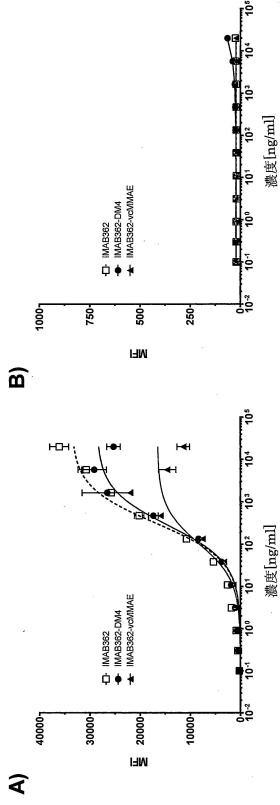 A)
MFI
40000
30000
20000
10000
0
IMAB362
IMAB362-DM4
IMAB362-vcMMAE
10-2
10-1
100
101
102
103
104
105
濃度[ng/ml]
B)
MFI
1000
750
500
250
0
IMAB362
IMAB362-DM4
IMAB362-vcMMAE
10-2
10-1
100
101
102
103
104
105
濃度[ng/ml]